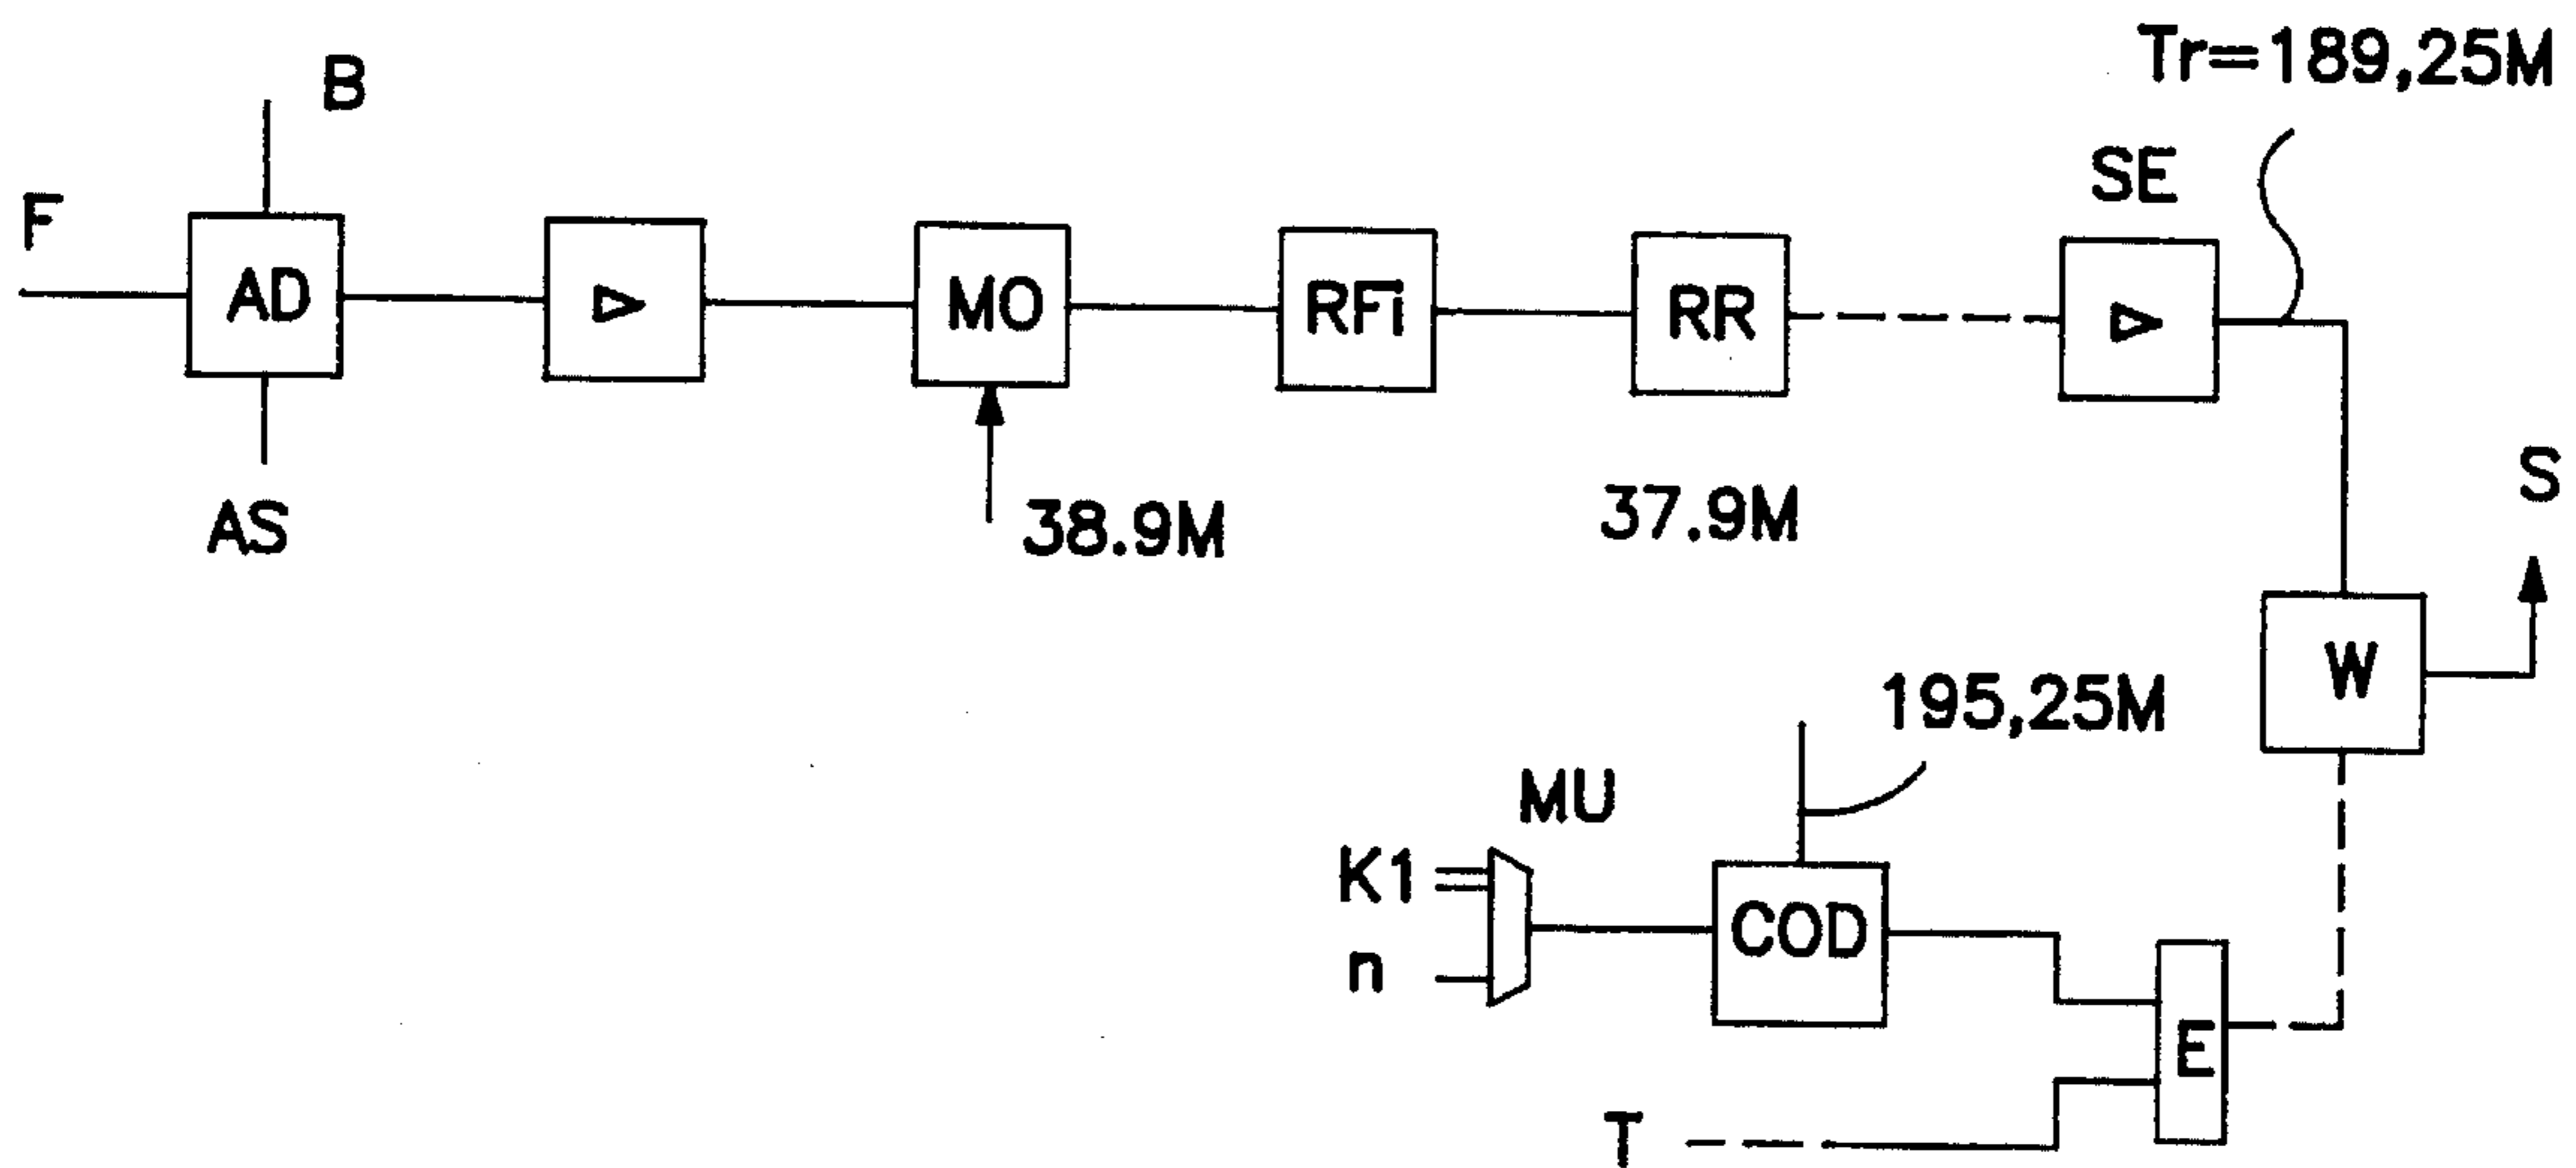 Tr=189,25M
B
SE
F
AD
MO
RFi
RR
AS
38.9M
37.9M
S
W
195,25M
MU
K1
n
COD
E
T